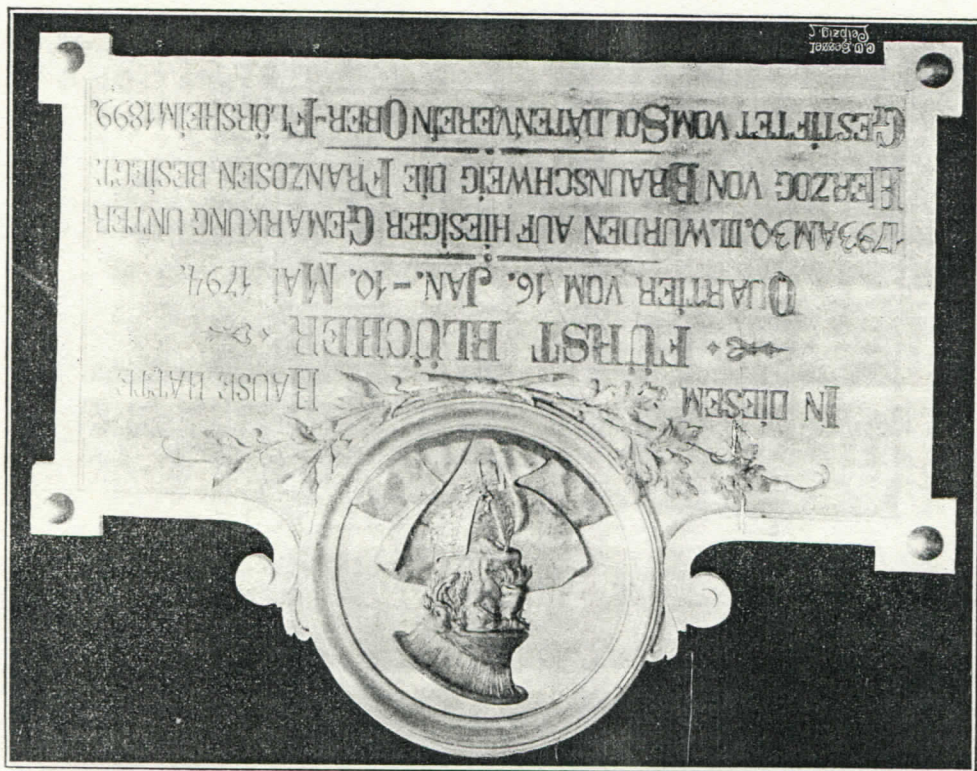 IN DIESEM HAUSE HATTE
FÜRST BLÜCHER
QUARTIER VOM 16. JAN. - 10. MAI 1794.
1793 AM 30. III. WURDEN AUF HIESIGER GEMARKUNG UNTER
HERZOG VON BRAUNSCHWEIG DIE FRANZOSEN BESIEGT.
GESTIFTET VOM SOLDATENVEREIN OBER-FLÖRSHEIM 1899.
Leipzig.